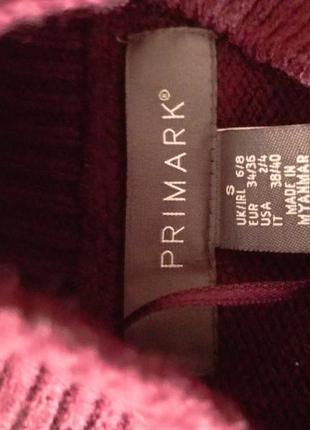 PRIMARK®
S
UK/IRL 6/8
EUR 34/36
USA 2/4
IT 38/40
MADE IN
MYANMAR